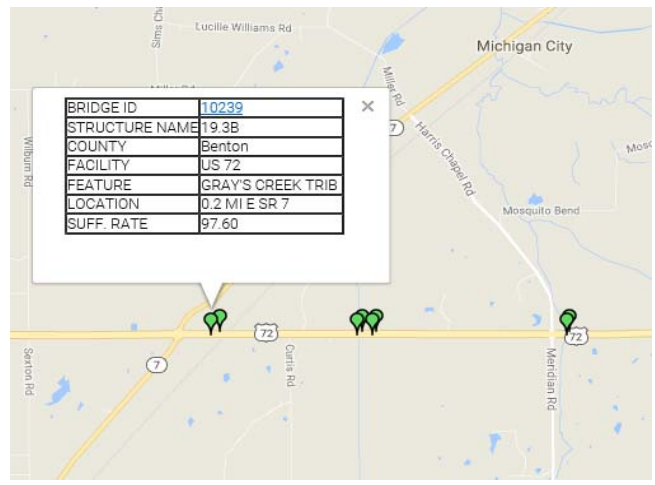 Lucille Williams Rd
Sims Ch
Michigan City
Miller Rd
7
Harris Chapel Rd
Wilburn Rd
Mosquito Bend
BRIDGE ID 10239
STRUCTURE NAME 19.3B
COUNTY Benton
FACILITY US 72
FEATURE GRAY'S CREEK TRIB
LOCATION 0.2 MI E SR 7
SUFF. RATE 97.60
×
72
72
7
Sexton Rd
Curtis Rd
Meridian Rd